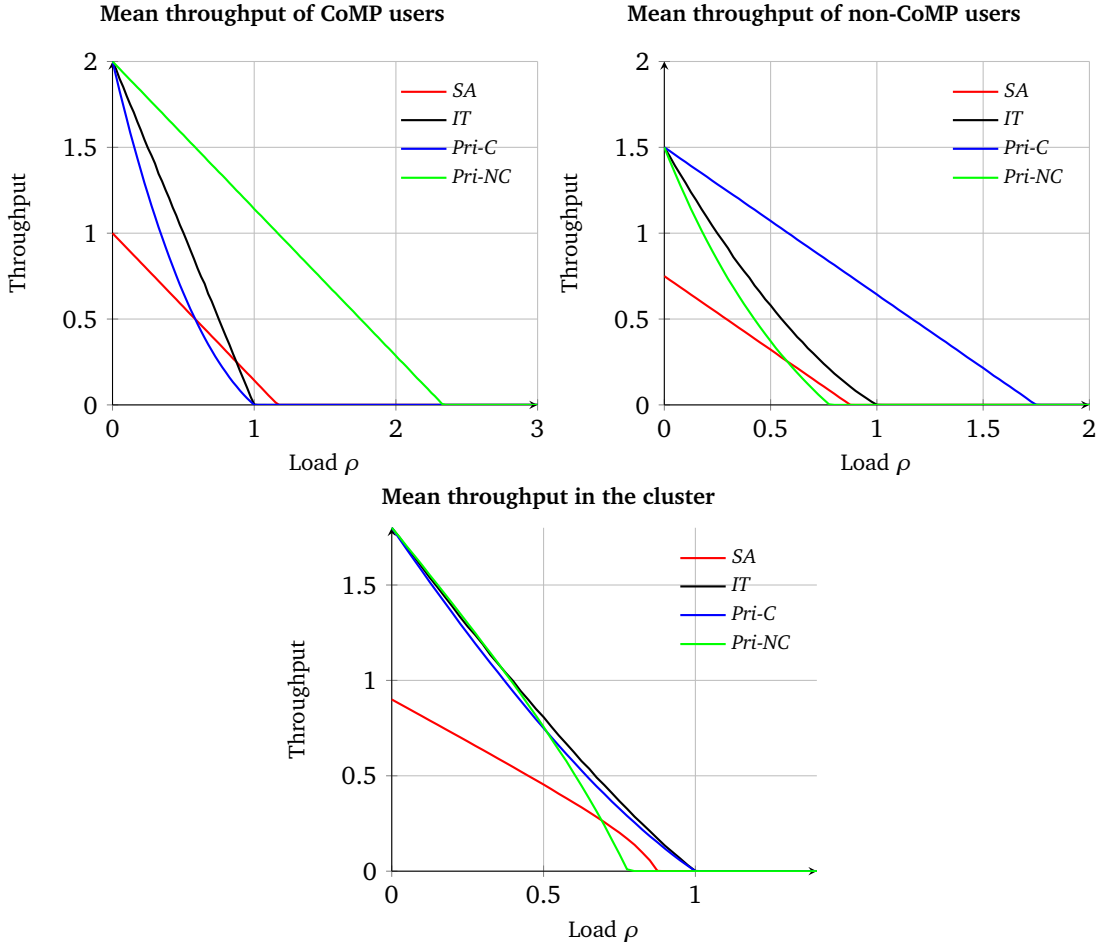 Mean throughput of CoMP users
2
1.5
1
0.5
0
0
1
2
3
Throughput
Load ρ
SA
IT
Pri-C
Pri-NC
Mean throughput of non-CoMP users
2
1.5
1
0.5
0
0
0.5
1
1.5
2
Throughput
Load ρ
SA
IT
Pri-C
Pri-NC
Mean throughput in the cluster
1.5
1
0.5
0
0
0.5
1
Throughput
Load ρ
SA
IT
Pri-C
Pri-NC